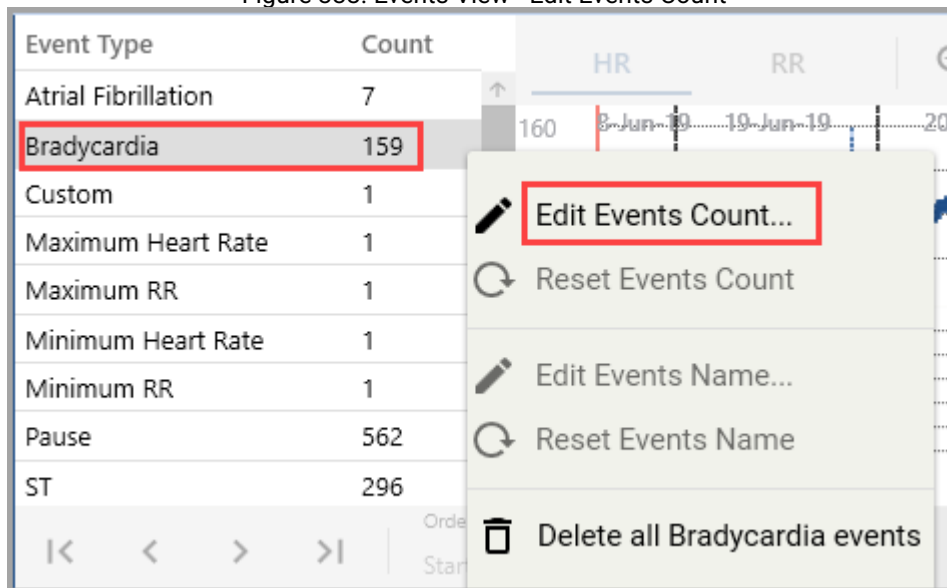 Event Type Count
Atrial Fibrillation 7
Bradycardia 159
Custom 1
Maximum Heart Rate 1
Maximum RR 1
Minimum Heart Rate 1
Minimum RR 1
Pause 562
ST 296
HR RR
160 8-Jun-19 19-Jun-19 20
Edit Events Count...
Reset Events Count
Edit Events Name...
Reset Events Name
Delete all Bradycardia events